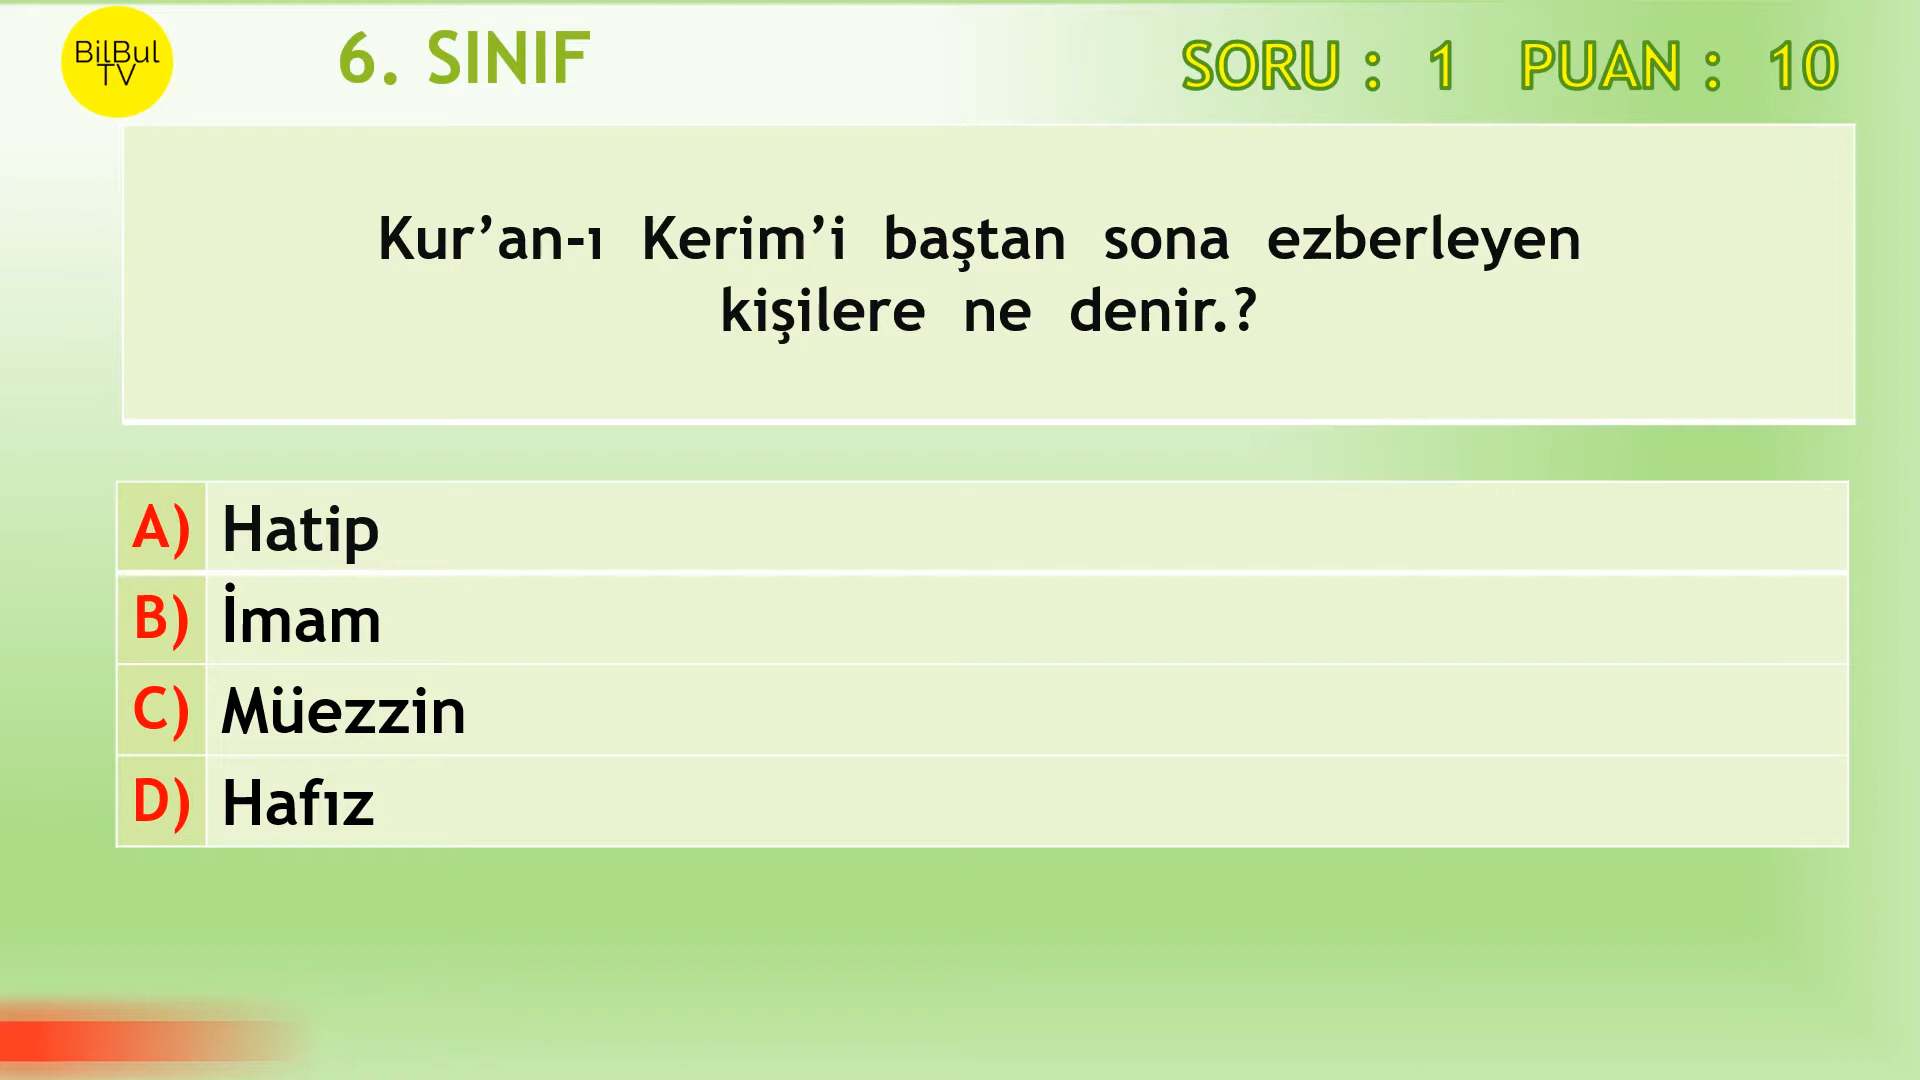 BilBul
TV
6. SINIF
SORU : 1 PUAN : 10
Kur’an-ı Kerim’i baştan sona ezberleyen
kişilere ne denir.?
A) Hatip
B) İmam
C) Müezzin
D) Hafız